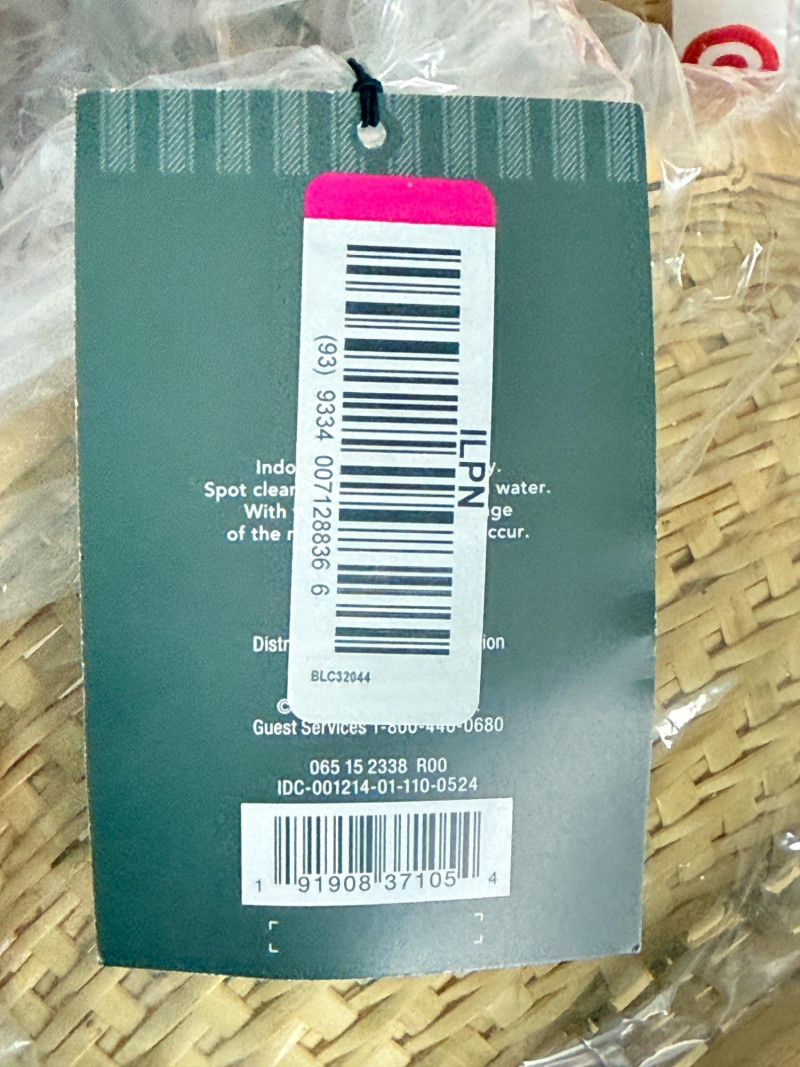 (93) 9334 007128836 6
ILPN
BLC32044
Indo y.
Spot clear water.
With ge
of the ccur.
Distr ion
©
Guest Services 1-800-440-0680
065 15 2338 R00
IDC-001214-01-110-0524
1 91908 37105 4